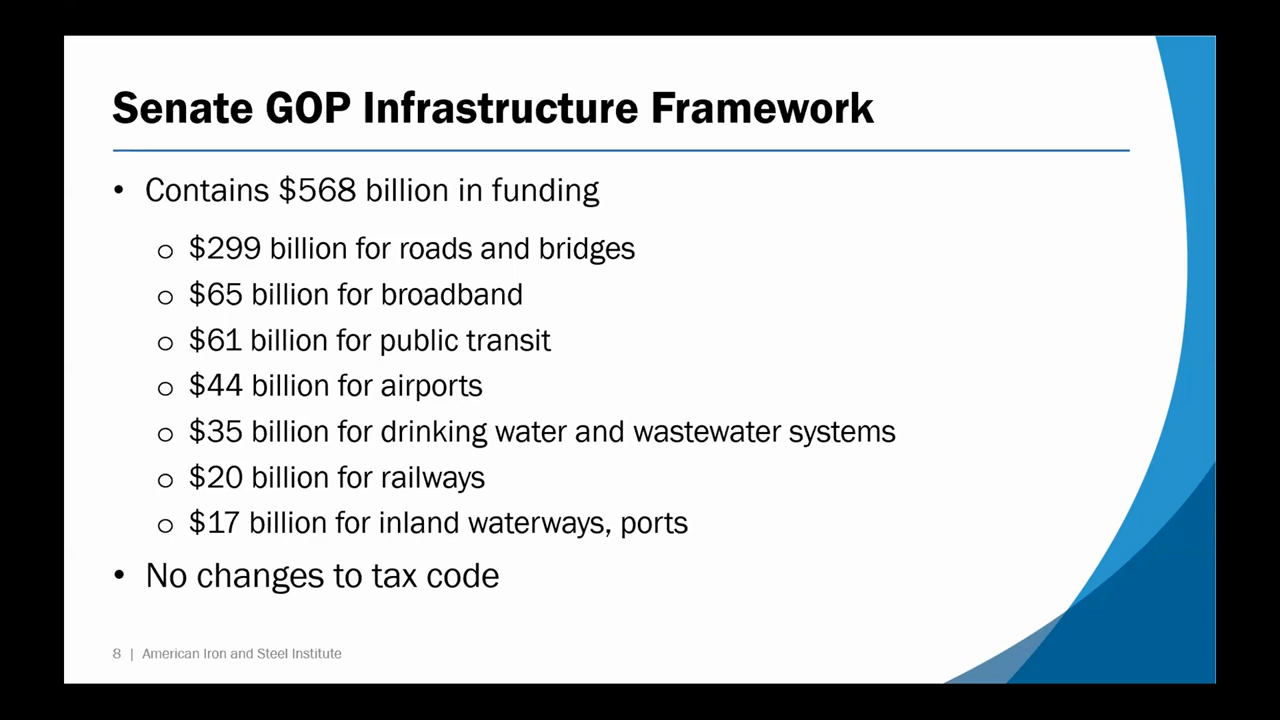 Senate GOP Infrastructure Framework
• Contains $568 billion in funding
o $299 billion for roads and bridges
o $65 billion for broadband
o $61 billion for public transit
o $44 billion for airports
o $35 billion for drinking water and wastewater systems
o $20 billion for railways
o $17 billion for inland waterways, ports
• No changes to tax code
8 | American Iron and Steel Institute